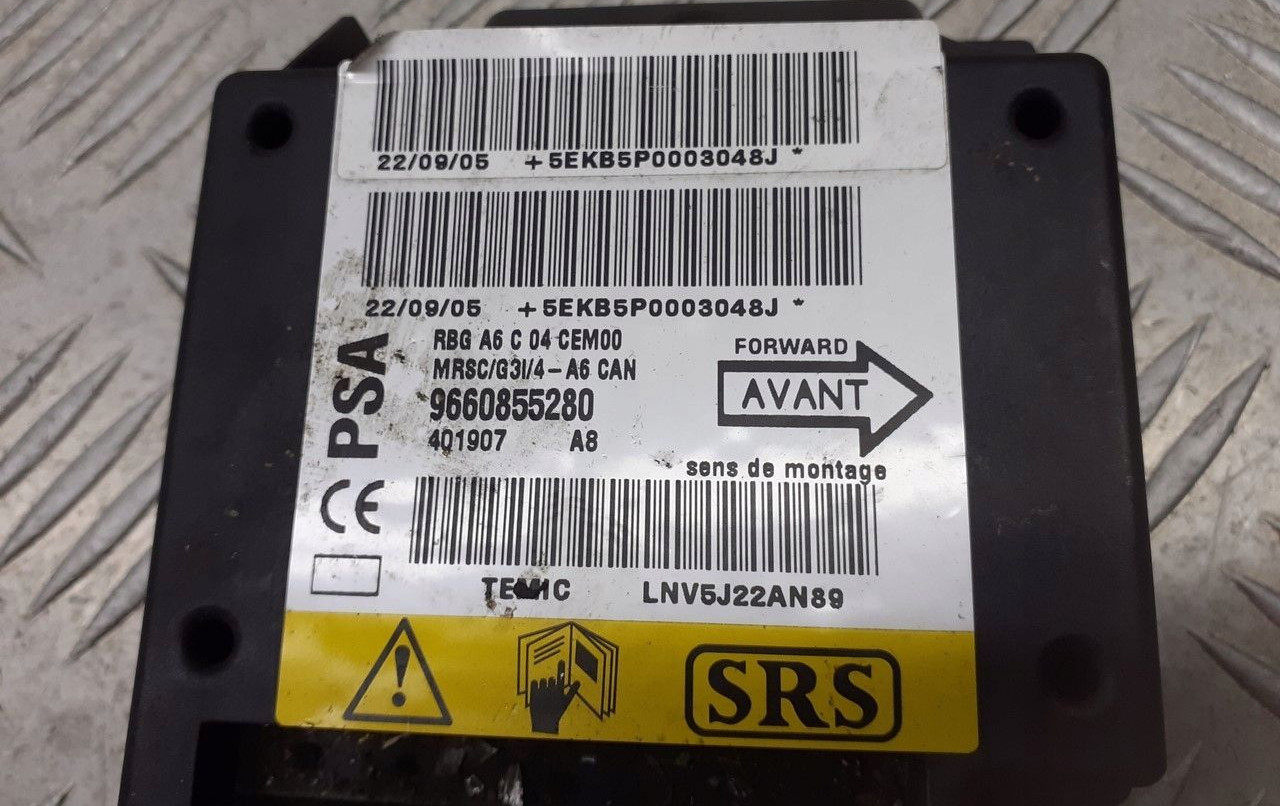 22/09/05 +5EKB5P0003048J *
22/09/05 +5EKB5P0003048J *
RBG A6 C 04 CEM00
MRSC/G3I/4-A6 CAN
9660855280
401907 A8
PSA
CE
FORWARD
AVANT
sens de montage
TEMIC LNV5J22AN89
SRS